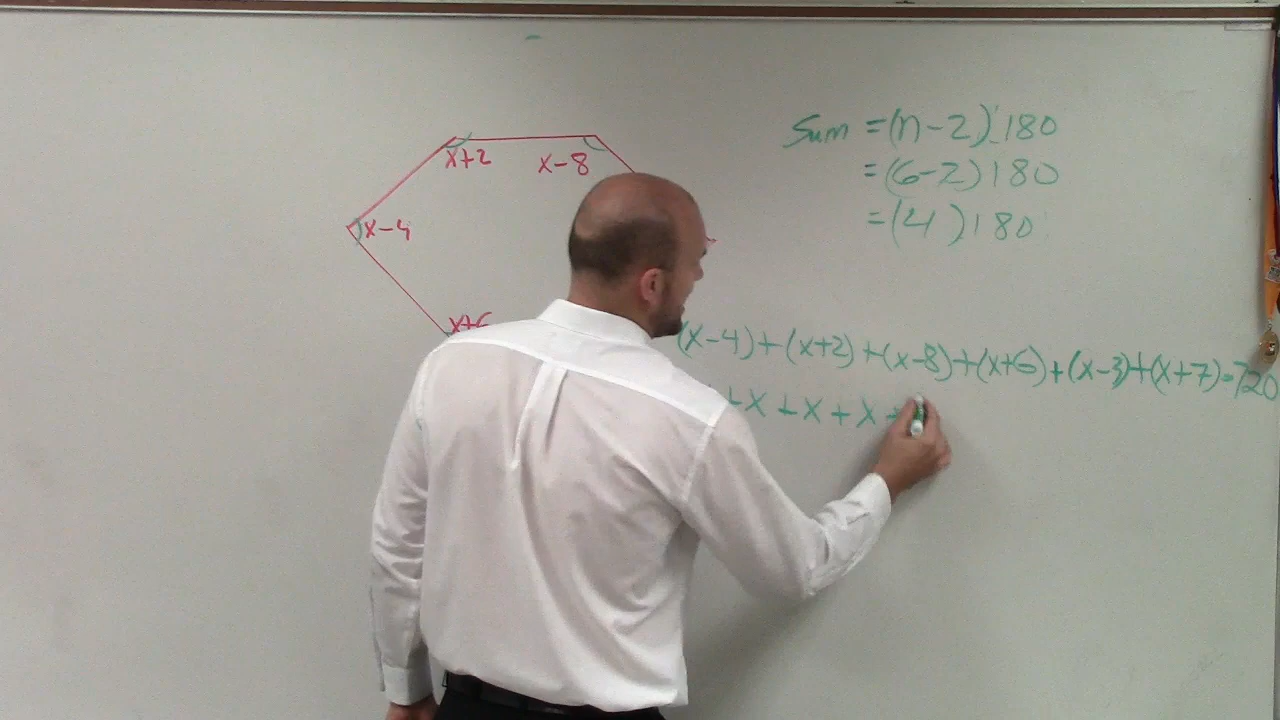 Sum = (n-2)·180
= (6-2)180
= (4)180
x+2
x-8
x-4
x+6
(x-4)+(x+2)+(x-8)+(x+6)+(x-3)+(x+7)=720
+x+x+x+